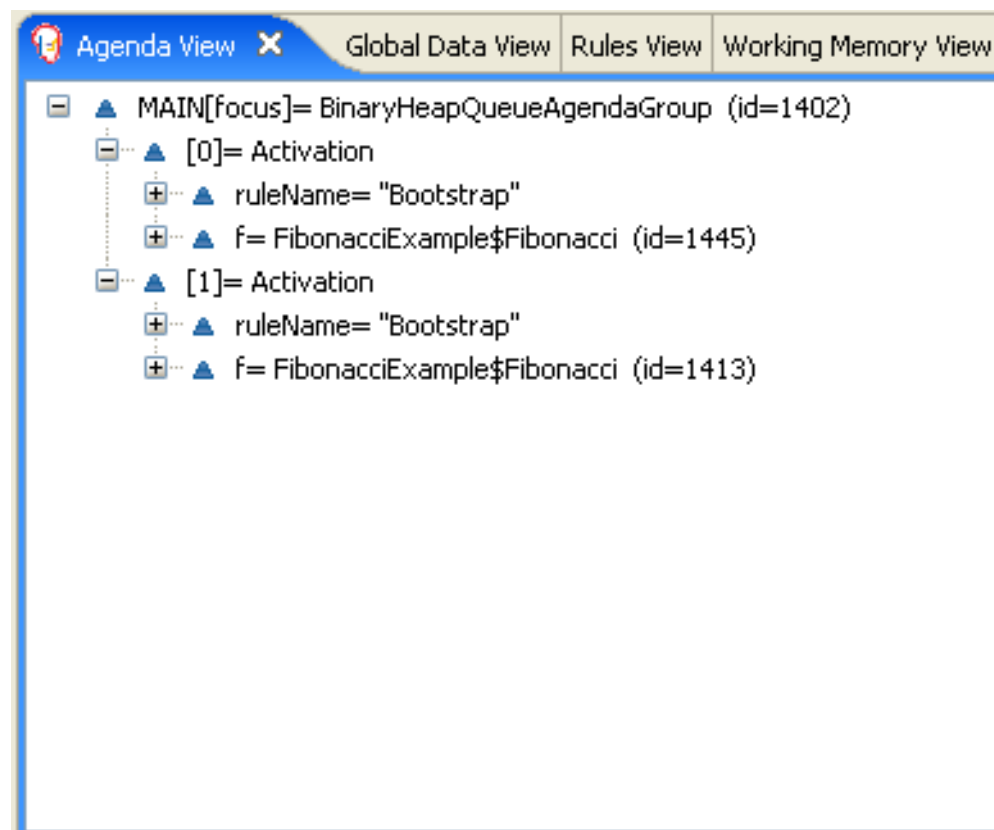 Agenda View Global Data View Rules View Working Memory View
MAIN[focus]= BinaryHeapQueueAgendaGroup (id=1402)
[0]= Activation
ruleName= "Bootstrap"
f= FibonacciExample$Fibonacci (id=1445)
[1]= Activation
ruleName= "Bootstrap"
f= FibonacciExample$Fibonacci (id=1413)